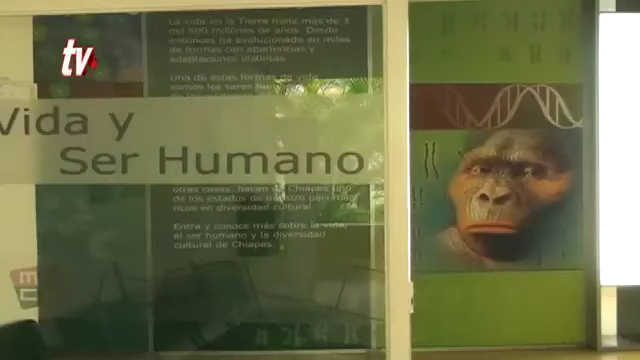 tv
La vida en la Tierra tiene más de 3
mil 500 millones de años. Desde
entonces ha evolucionado en miles
de formas con apariencias y
adaptaciones distintas.
Una de estas formas de vida
somos los seres
Vida y
Ser Humano
otras cosas, hacen de Chiapas uno
de los estados de nuestro país más
ricos en diversidad cultural.
Entra y conoce más sobre la vida,
el ser humano y la diversidad
cultural de Chiapas.